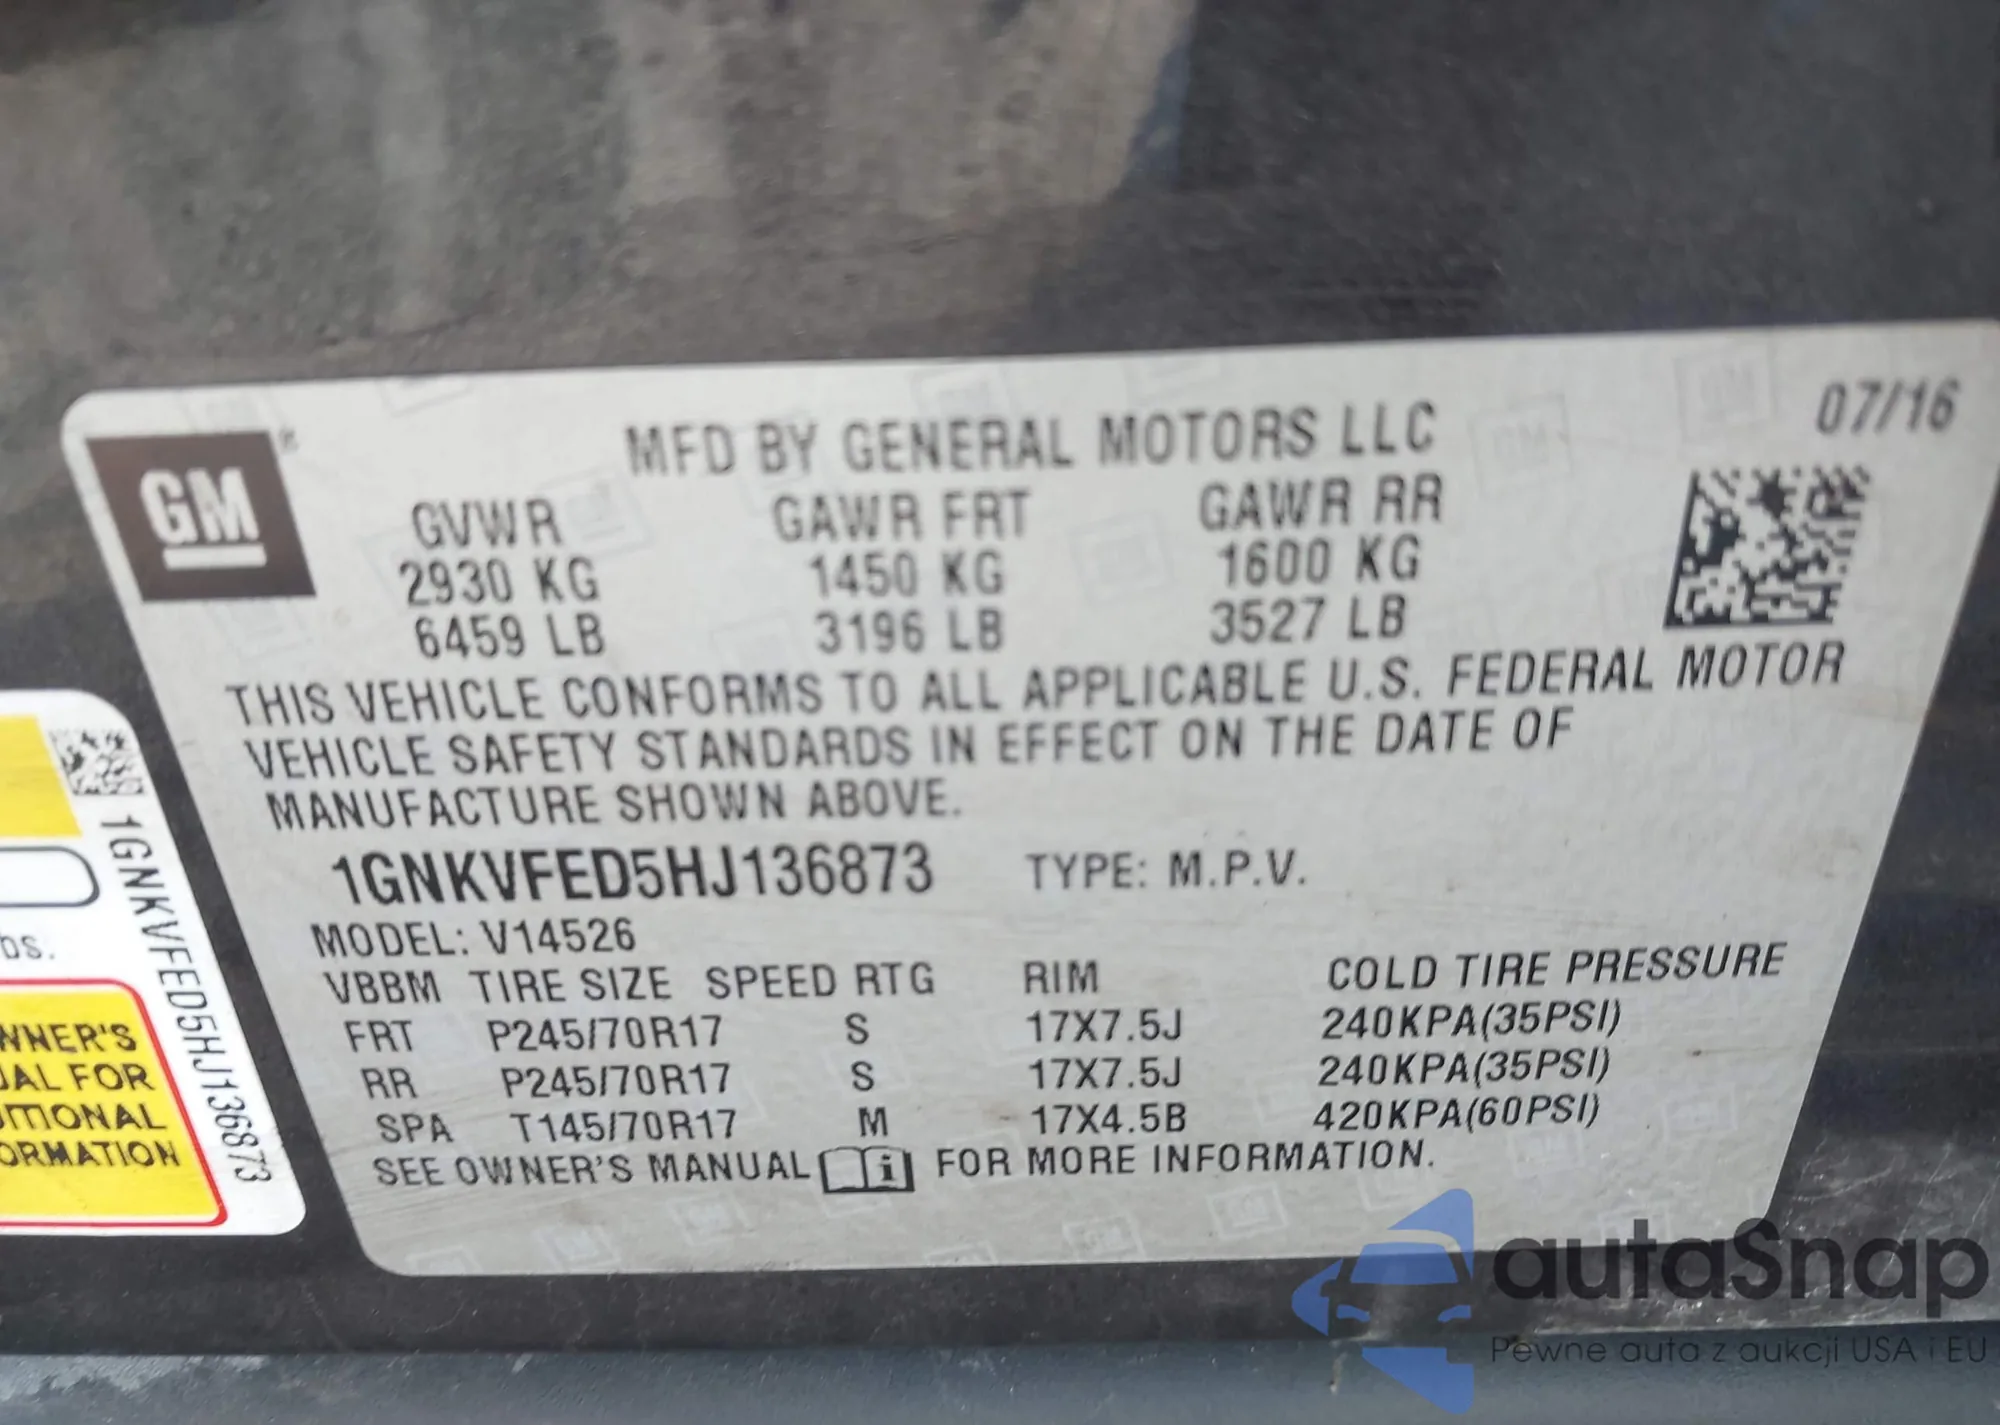 07/16
GM
®
MFD BY GENERAL MOTORS LLC
GVWR GAWR FRT GAWR RR
2930 KG 1450 KG 1600 KG
6459 LB 3196 LB 3527 LB
THIS VEHICLE CONFORMS TO ALL APPLICABLE U.S. FEDERAL MOTOR
VEHICLE SAFETY STANDARDS IN EFFECT ON THE DATE OF
MANUFACTURE SHOWN ABOVE.
1GNKVFED5HJ136873 TYPE: M.P.V.
MODEL: V14526
VBBM TIRE SIZE SPEED RTG RIM COLD TIRE PRESSURE
FRT P245/70R17 S 17X7.5J 240KPA(35PSI)
RR P245/70R17 S 17X7.5J 240KPA(35PSI)
SPA T145/70R17 M 17X4.5B 420KPA(60PSI)
SEE OWNER'S MANUAL i FOR MORE INFORMATION.
1GNKVFED5HJ136873
bs.
WNER'S
UAL FOR
DITIONAL
ORMATION
autaSnap
Pewne auta z aukcji USA i EU